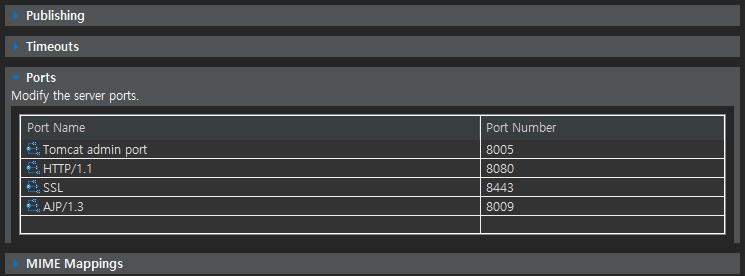 Publishing
Timeouts
Ports
Modify the server ports.
Port Name Port Number
Tomcat admin port 8005
HTTP/1.1 8080
SSL 8443
AJP/1.3 8009
MIME Mappings